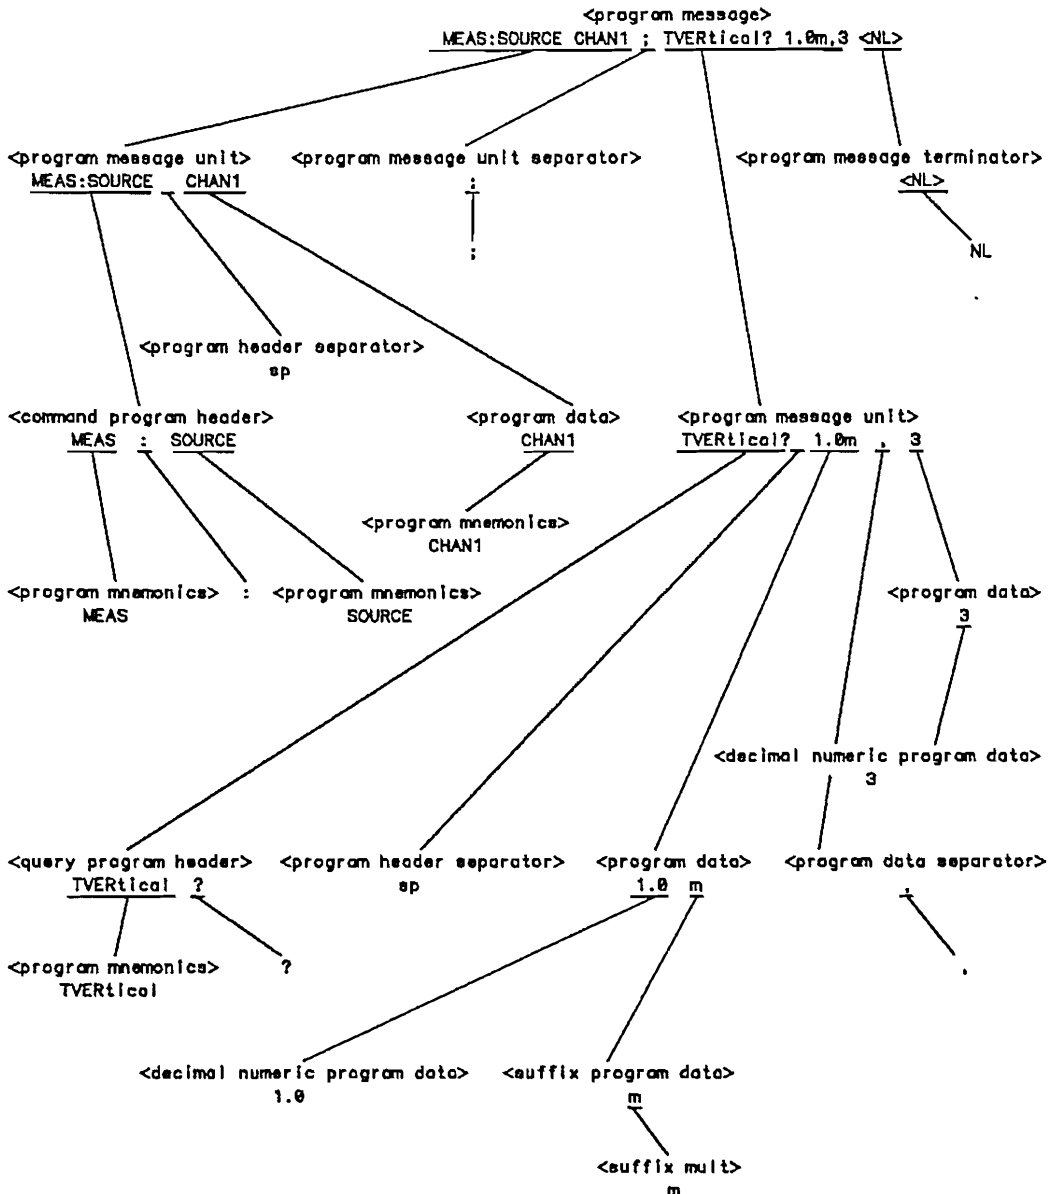 <program message>
MEAS:SOURCE CHAN1 ; TVERtical? 1.0m,3 <NL>
<program message unit> <program message unit separator> <program message terminator>
MEAS:SOURCE CHAN1 ; <NL>
;
NL
<program header separator>
sp
<command program header> <program data> <program message unit>
MEAS : SOURCE CHAN1 TVERtical? 1.0m , 3
<program mnemonics>
CHAN1
<program mnemonics> : <program mnemonics> <program data>
MEAS SOURCE 3
<decimal numeric program data>
3
<query program header> <program header separator> <program data> <program data separator>
TVERtical ? sp 1.0 m ,
<program mnemonics> ? ,
TVERtical
<decimal numeric program data> <suffix program data>
1.0 m
<suffix mult>
m